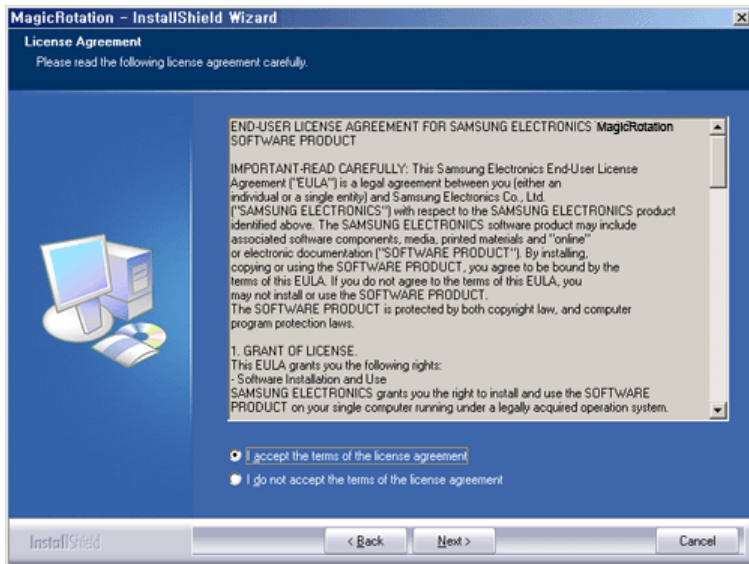 MagicRotation - InstallShield Wizard
License Agreement
Please read the following license agreement carefully.
END-USER LICENSE AGREEMENT FOR SAMSUNG ELECTRONICS MagicRotation
SOFTWARE PRODUCT
IMPORTANT-READ CAREFULLY: This Samsung Electronics End-User License
Agreement ("EULA") is a legal agreement between you (either an
individual or a single entity) and Samsung Electronics Co., Ltd.
("SAMSUNG ELECTRONICS") with respect to the SAMSUNG ELECTRONICS product
identified above. The SAMSUNG ELECTRONICS software product may include
associated software components, media, printed materials and "online"
or electronic documentation ("SOFTWARE PRODUCT"). By installing,
copying or using the SOFTWARE PRODUCT, you agree to be bound by the
terms of this EULA. If you do not agree to the terms of this EULA, you
may not install or use the SOFTWARE PRODUCT.
The SOFTWARE PRODUCT is protected by both copyright law, and computer
program protection laws.
1. GRANT OF LICENSE.
This EULA grants you the following rights:
- Software Installation and Use
SAMSUNG ELECTRONICS grants you the right to install and use the SOFTWARE
PRODUCT on your single computer running under a legally acquired operation system.
I accept the terms of the license agreement
I do not accept the terms of the license agreement
InstallShield
< Back
Next >
Cancel